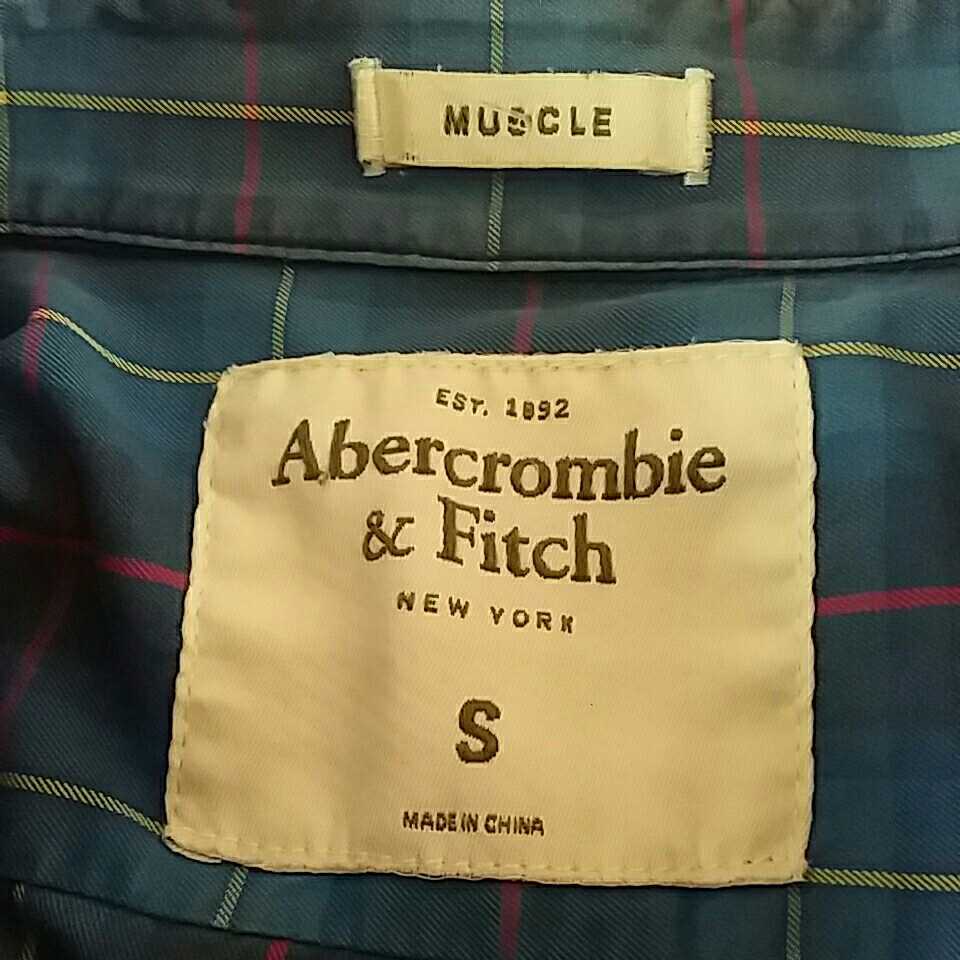 MUSCLE
EST. 1892
Abercrombie
& Fitch
NEW YORK
S
MADE IN CHINA